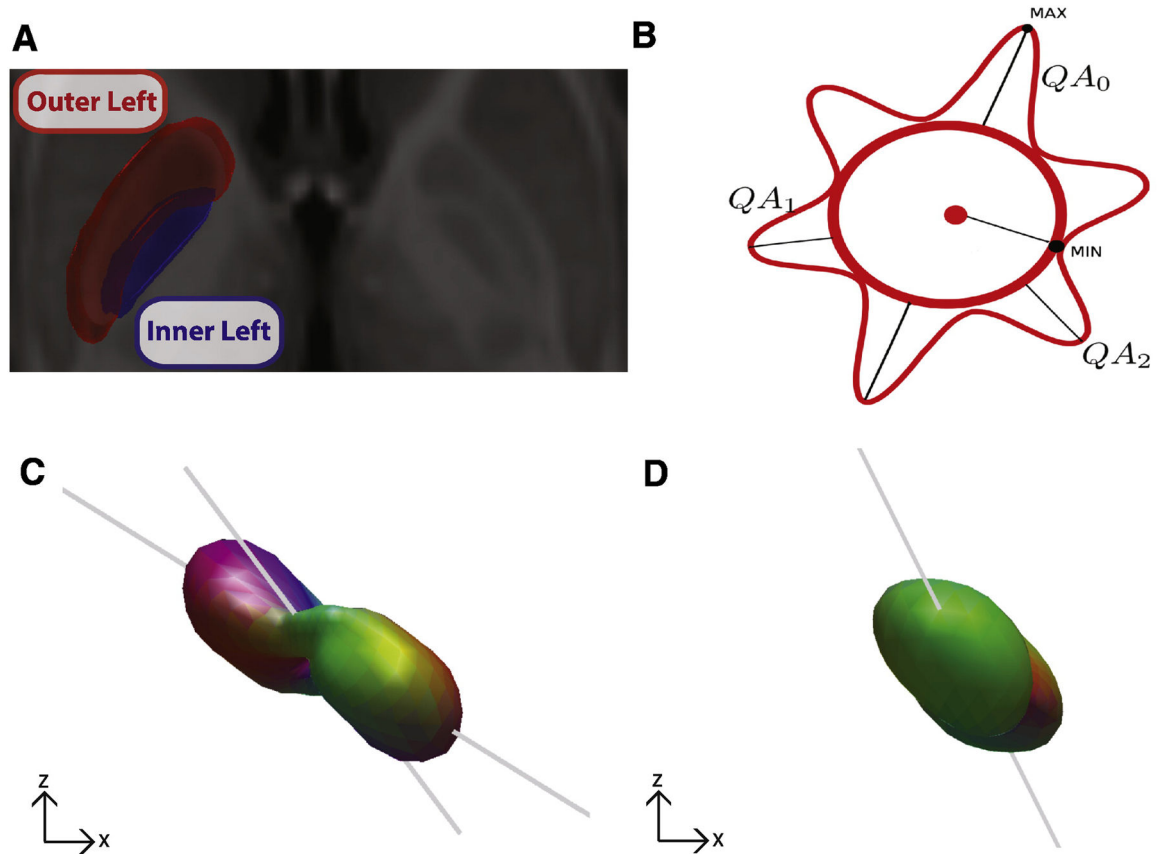 A
Outer Left
Inner Left
B
MAX
QA₀
QA₁
MIN
QA₂
C
Z
X
D
Z
X